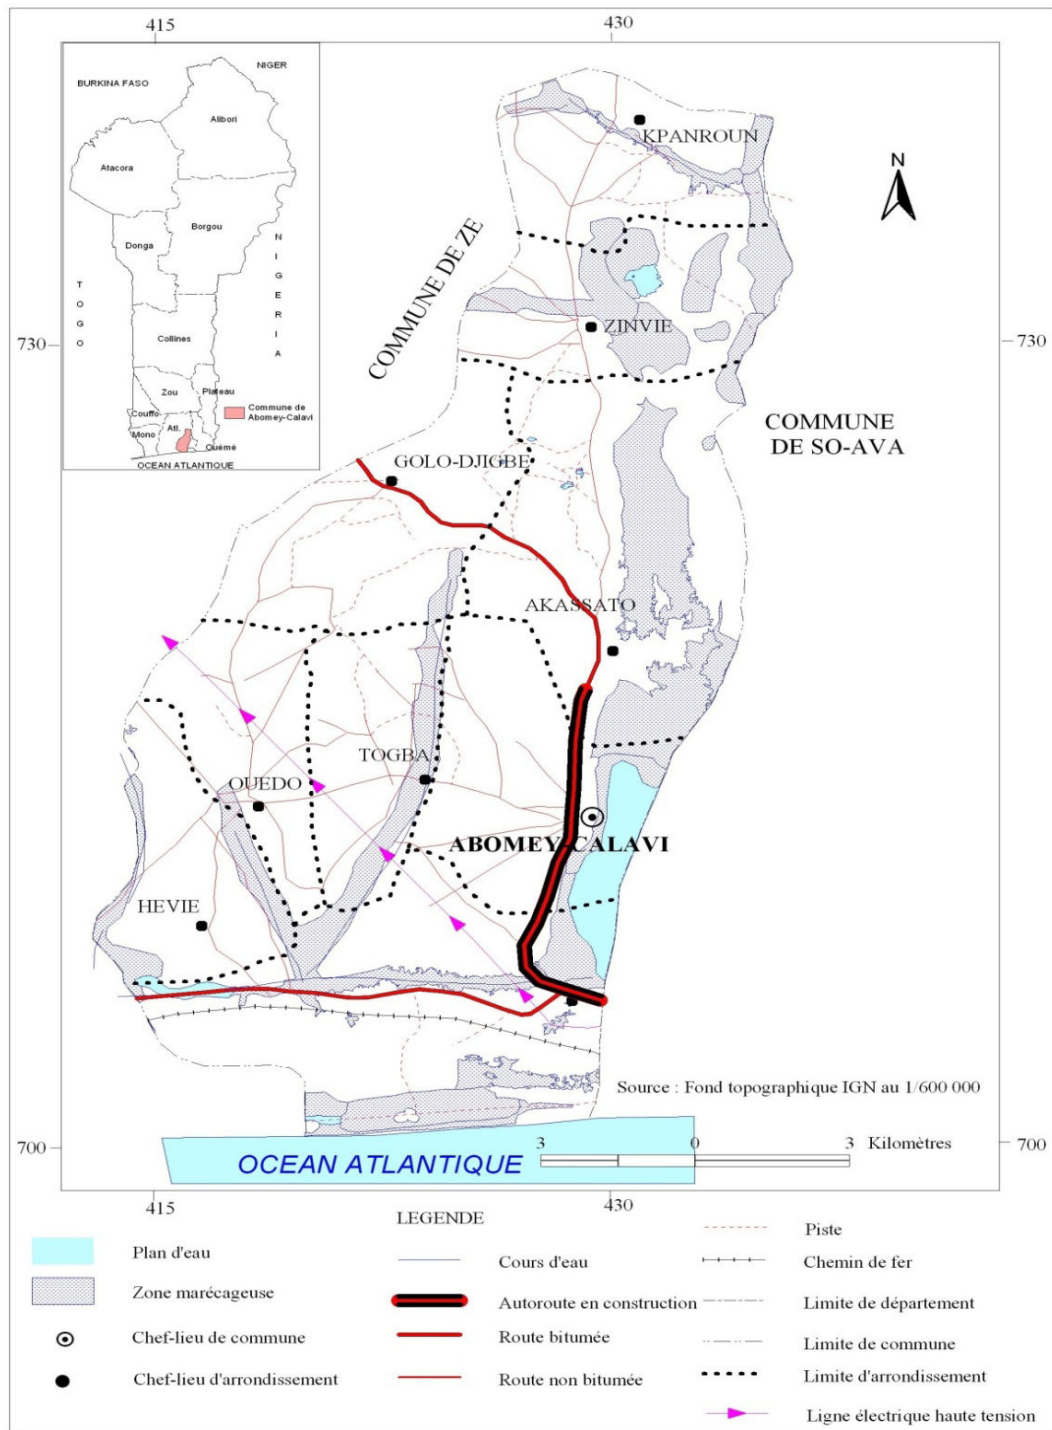 415
430
BURKINA FASO
NIGER
Alibori
Atacora
Borgou
Donga
TOGO
NIGERIA
Collines
Zou
Plateau
Couffo
Mono
Atl.
Ouémé
Commune de
Abomey-Calavi
OCEAN ATLANTIQUE
N
KPANROUN
COMMUNE DE ZE
ZINVIE
730
730
COMMUNE
DE SO-AVA
GOLO-DJIGBE
AKASSATO
TOGBA
OUEDO
ABOMEY-CALAVI
HEVIE
Source : Fond topographique IGN au 1/600 000
700
700
3
0
3
Kilomètres
OCEAN ATLANTIQUE
415
430
LEGENDE
Plan d'eau
Zone marécageuse
Chef-lieu de commune
Chef-lieu d'arrondissement
Cours d'eau
Autoroute en construction
Route bitumée
Route non bitumée
Piste
Chemin de fer
Limite de département
Limite de commune
Limite d'arrondissement
Ligne électrique haute tension